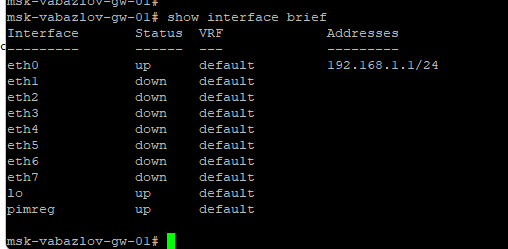 msk-vabazlov-gw-01#
msk-vabazlov-gw-01# show interface brief
Interface       Status  VRF             Addresses
---------       ------  ---             ---------
eth0            up      default         192.168.1.1/24
eth1            down    default
eth2            down    default
eth3            down    default
eth4            down    default
eth5            down    default
eth6            down    default
eth7            down    default
lo              up      default
pimreg          up      default

msk-vabazlov-gw-01#